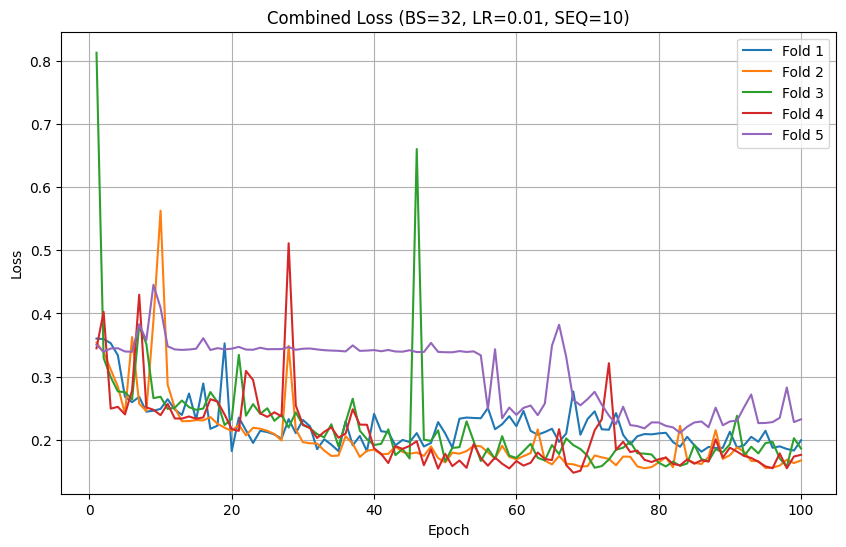 Combined Loss (BS=32, LR=0.01, SEQ=10)
Fold 1
Fold 2
Fold 3
Fold 4
Fold 5
Loss
0.8
0.7
0.6
0.5
0.4
0.3
0.2
0 20 40 60 80 100
Epoch